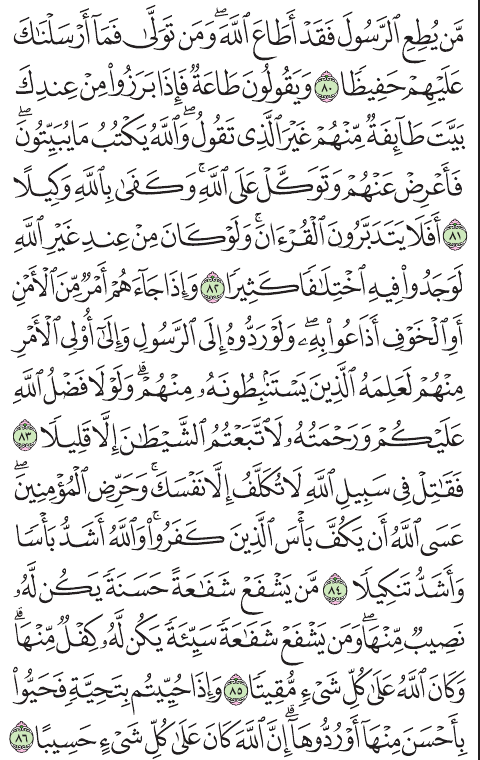 مَّن يُطِعِ ٱلرَّسُولَ فَقَدْ أَطَاعَ ٱللَّهَۖ وَمَن تَوَلَّىٰ فَمَآ أَرْسَلْنَٰكَ
عَلَيْهِمْ حَفِيظًا ٨٠ وَيَقُولُونَ طَاعَةٌ فَإِذَا بَرَزُوا۟ مِنْ عِندِكَ
بَيَّتَ طَآئِفَةٌ مِّنْهُمْ غَيْرَ ٱلَّذِى تَقُولُۖ وَٱللَّهُ يَكْتُبُ مَا يُبَيِّتُونَۖ
فَأَعْرِضْ عَنْهُمْ وَتَوَكَّلْ عَلَى ٱللَّهِۚ وَكَفَىٰ بِٱللَّهِ وَكِيلًا
٨١ أَفَلَا يَتَدَبَّرُونَ ٱلْقُرْءَانَۚ وَلَوْ كَانَ مِنْ عِندِ غَيْرِ ٱللَّهِ
لَوَجَدُوا۟ فِيهِ ٱخْتِلَٰفًا كَثِيرًا ٨٢ وَإِذَا جَآءَهُمْ أَمْرٌ مِّنَ ٱلْأَمْنِ
أَوِ ٱلْخَوْفِ أَذَاعُوا۟ بِهِۦۖ وَلَوْ رَدُّوهُ إِلَى ٱلرَّسُولِ وَإِلَىٰٓ أُو۟لِى ٱلْأَمْرِ
مِنْهُمْ لَعَلِمَهُ ٱلَّذِينَ يَسْتَنۢبِطُونَهُۥ مِنْهُمْۗ وَلَوْلَا فَضْلُ ٱللَّهِ
عَلَيْكُمْ وَرَحْمَتُهُۥ لَٱتَّبَعْتُمُ ٱلشَّيْطَٰنَ إِلَّا قَلِيلًا ٨٣
فَقَٰتِلْ فِى سَبِيلِ ٱللَّهِ لَا تُكَلَّفُ إِلَّا نَفْسَكَۚ وَحَرِّضِ ٱلْمُؤْمِنِينَۖ
عَسَى ٱللَّهُ أَن يَكُفَّ بَأْسَ ٱلَّذِينَ كَفَرُوا۟ۚ وَٱللَّهُ أَشَدُّ بَأْسًا
وَأَشَدُّ تَنكِيلًا ٨٤ مَّن يَشْفَعْ شَفَٰعَةً حَسَنَةً يَكُن لَّهُۥ
نَصِيبٌ مِّنْهَاۖ وَمَن يَشْفَعْ شَفَٰعَةً سَيِّئَةً يَكُن لَّهُۥ كِفْلٌ مِّنْهَاۗ
وَكَانَ ٱللَّهُ عَلَىٰ كُلِّ شَىْءٍ مُّقِيتًا ٨٥ وَإِذَا حُيِّيتُم بِتَحِيَّةٍ فَحَيُّوا۟
بِأَحْسَنَ مِنْهَآ أَوْ رُدُّوهَآۗ إِنَّ ٱللَّهَ كَانَ عَلَىٰ كُلِّ شَىْءٍ حَسِيبًا ٨٦